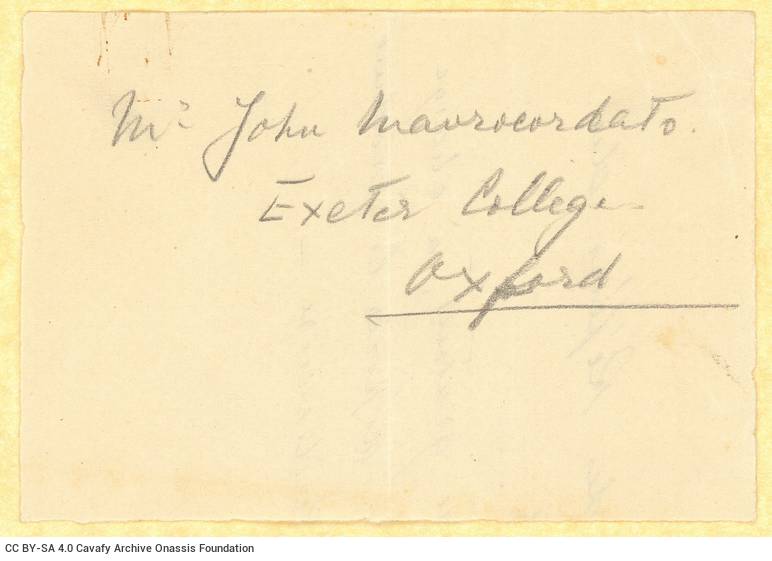 Mr John Mavrocordato.
Exeter College
Oxford
CC BY-SA 4.0 Cavafy Archive Onassis Foundation